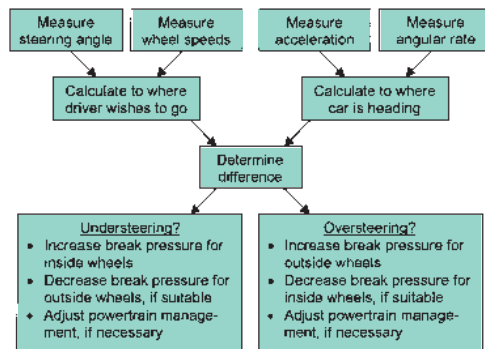 Measure
steering angle
Measure
wheel speeds
Measure
acceleration
Measure
angular rate
Calculate to where
driver wishes to go
Calculate to where
car is heading
Determine
difference
Understeering?
• Increase break pressure for
inside wheels
• Decrease break pressure for
outside wheels, if suitable
• Adjust powertrain manage-
ment, if necessary
Oversteering?
• Increase break pressure for
outside wheels
• Decrease break pressure for
inside wheels, if suitable
• Adjust powertrain manage-
ment, if necessary